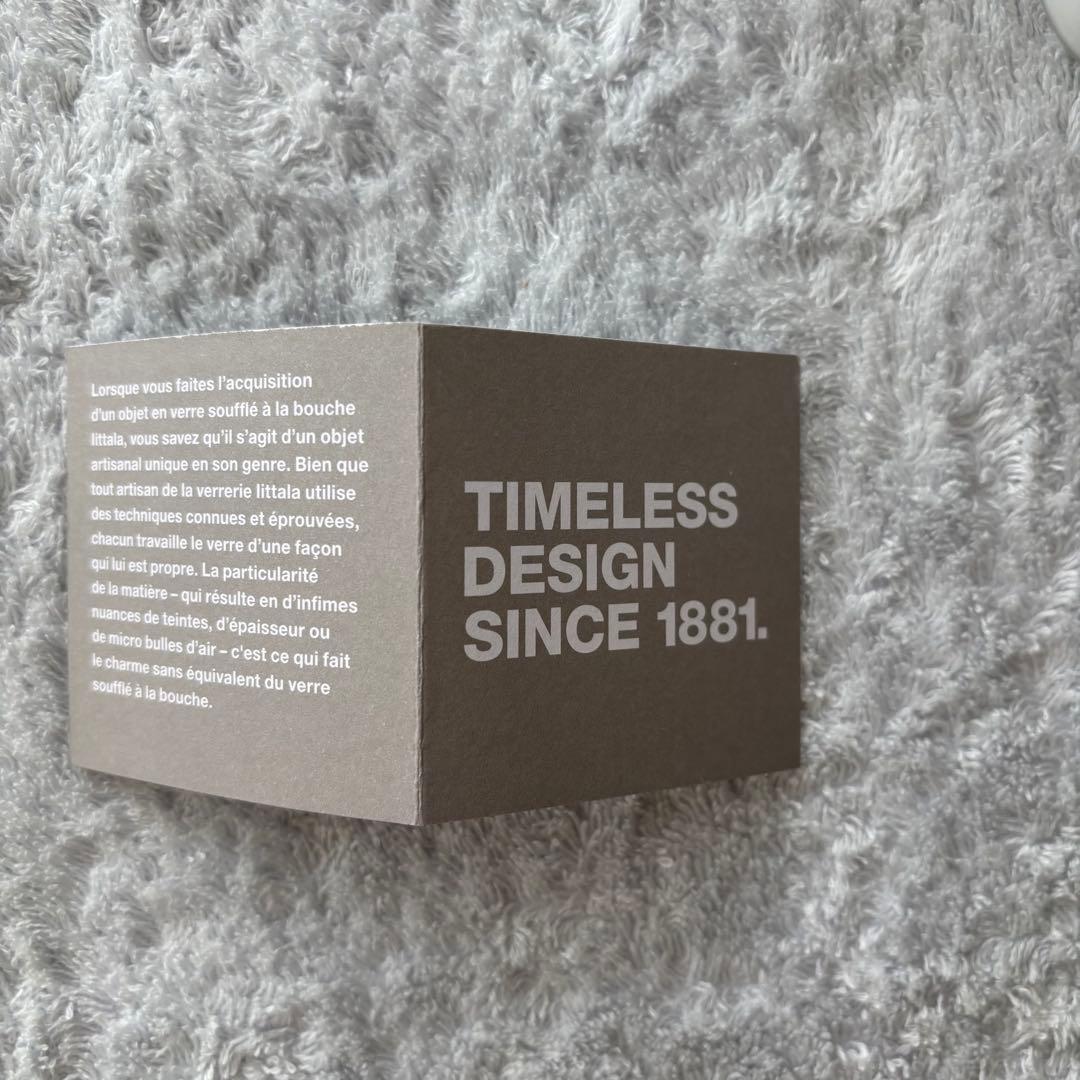 Lorsque vous faites l'acquisition
d'un objet en verre soufflé à la bouche
Iittala, vous savez qu'il s'agit d'un objet
artisanal unique en son genre. Bien que
tout artisan de la verrerie Iittala utilise
des techniques connues et éprouvées,
chacun travaille le verre d'une façon
qui lui est propre. La particularité
de la matière – qui résulte en d'infimes
nuances de teintes, d'épaisseur ou
de micro bulles d'air – c'est ce qui fait
le charme sans équivalent du verre
soufflé à la bouche.
TIMELESS
DESIGN
SINCE 1881.